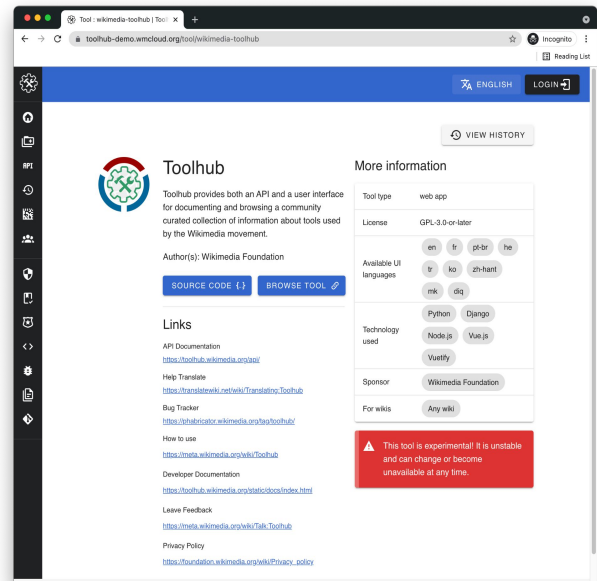 Tool : wikimedia-toolhub | Tool
toolhub-demo.wmcloud.org/tool/wikimedia-toolhub
Incognito
Reading List
ENGLISH
LOGIN
API
VIEW HISTORY
Toolhub
Toolhub provides both an API and a user interface
for documenting and browsing a community
curated collection of information about tools used
by the Wikimedia movement.
Author(s): Wikimedia Foundation
SOURCE CODE {.}
BROWSE TOOL
Links
API Documentation
https://toolhub.wikimedia.org/api/
Help Translate
https://translatewiki.net/wiki/Translating:Toolhub
Bug Tracker
https://phabricator.wikimedia.org/tag/toolhub/
How to use
https://meta.wikimedia.org/wiki/Toolhub
Developer Documentation
https://toolhub.wikimedia.org/static/docs/index.html
Leave Feedback
https://meta.wikimedia.org/wiki/Talk:Toolhub
Privacy Policy
https://foundation.wikimedia.org/wiki/Privacy_policy
More information
Tool type web app
License GPL-3.0-or-later
Available UI
languages
en fr pt-br he
tr ko zh-hant
mk diq
Technology
used
Python Django
Node.js Vue.js
Vuetify
Sponsor Wikimedia Foundation
For wikis Any wiki
This tool is experimental! It is unstable
and can change or become
unavailable at any time.